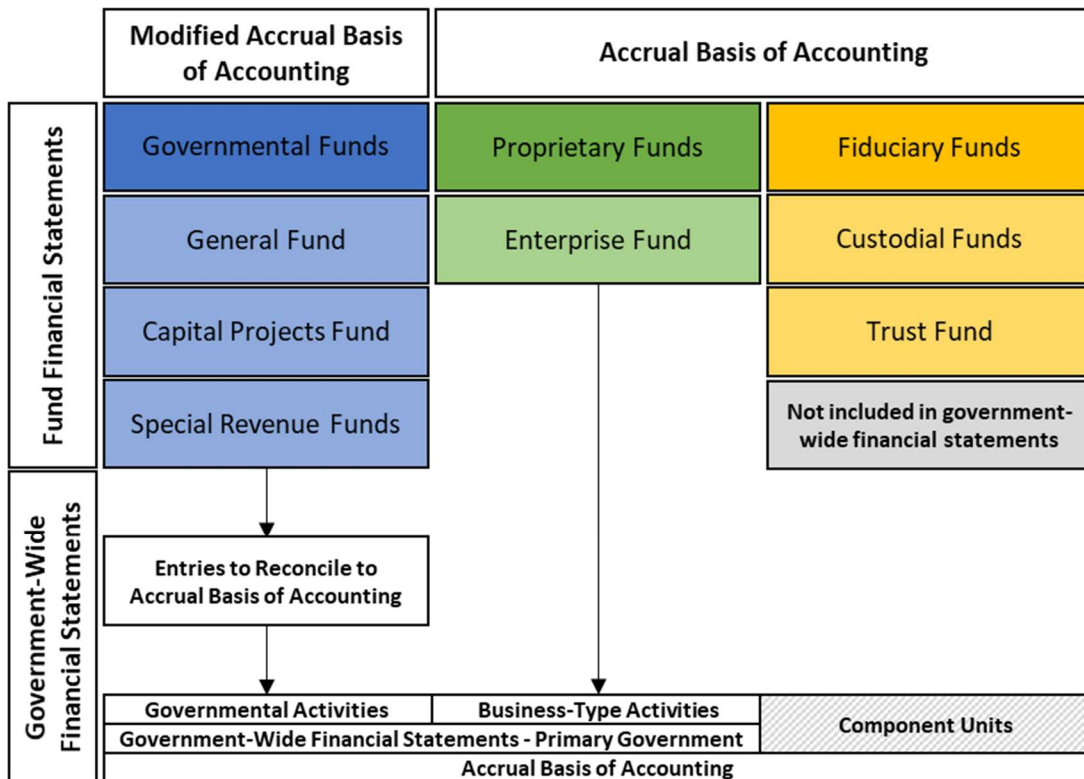 Modified Accrual Basis
of Accounting
Accrual Basis of Accounting
Fund Financial Statements
Governmental Funds
Proprietary Funds
Fiduciary Funds
General Fund
Enterprise Fund
Custodial Funds
Capital Projects Fund
Trust Fund
Special Revenue Funds
Not included in government-
wide financial statements
Government-Wide
Financial Statements
Entries to Reconcile to
Accrual Basis of Accounting
Governmental Activities
Business-Type Activities
Component Units
Government-Wide Financial Statements - Primary Government
Accrual Basis of Accounting